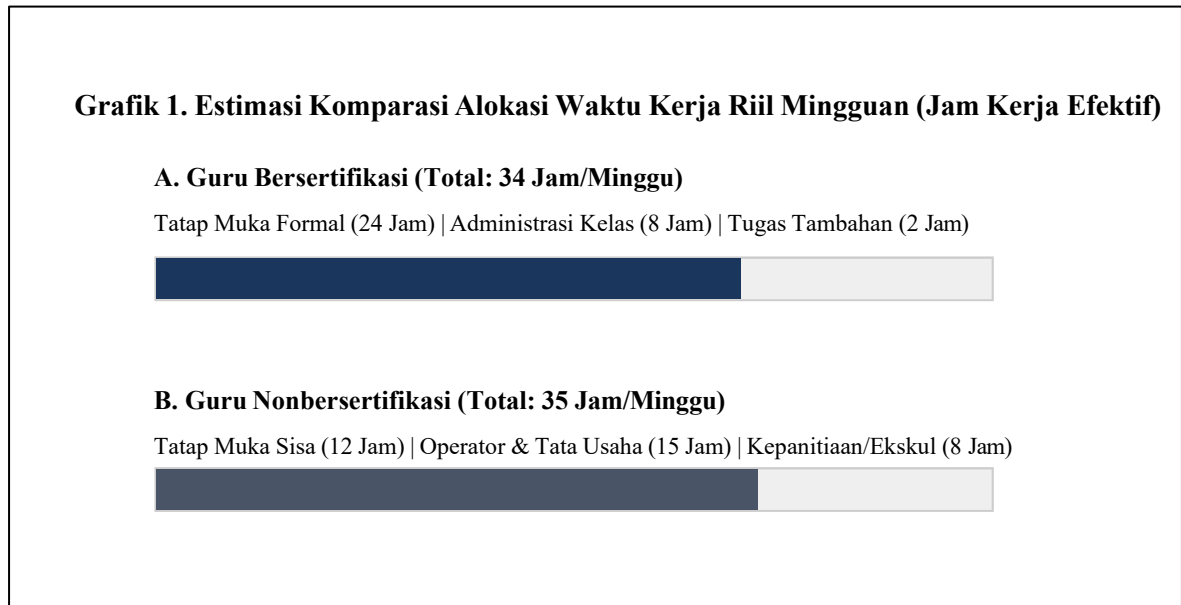 Grafik 1. Estimasi Komparasi Alokasi Waktu Kerja Riil Mingguan (Jam Kerja Efektif)
A. Guru Bersertifikasi (Total: 34 Jam/Minggu)
Tatap Muka Formal (24 Jam) | Administrasi Kelas (8 Jam) | Tugas Tambahan (2 Jam)
B. Guru Nonbersertifikasi (Total: 35 Jam/Minggu)
Tatap Muka Sisa (12 Jam) | Operator & Tata Usaha (15 Jam) | Kepanitiaan/Ekskul (8 Jam)